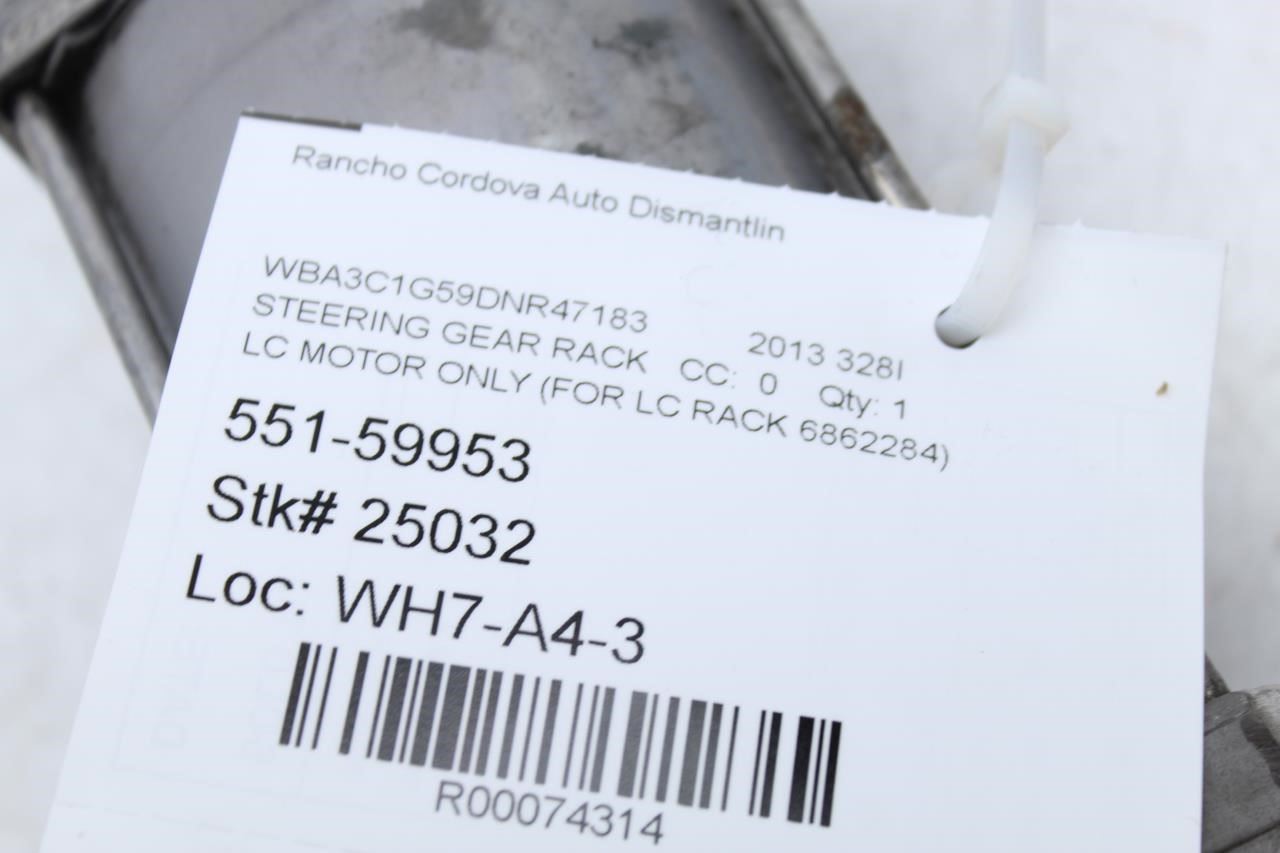 Rancho Cordova Auto Dismantlin
WBA3C1G59DNR47183 2013 328I
STEERING GEAR RACK CC: 0 Qty: 1
LC MOTOR ONLY (FOR LC RACK 6862284)
551-59953
Stk# 25032
Loc: WH7-A4-3
R00074314